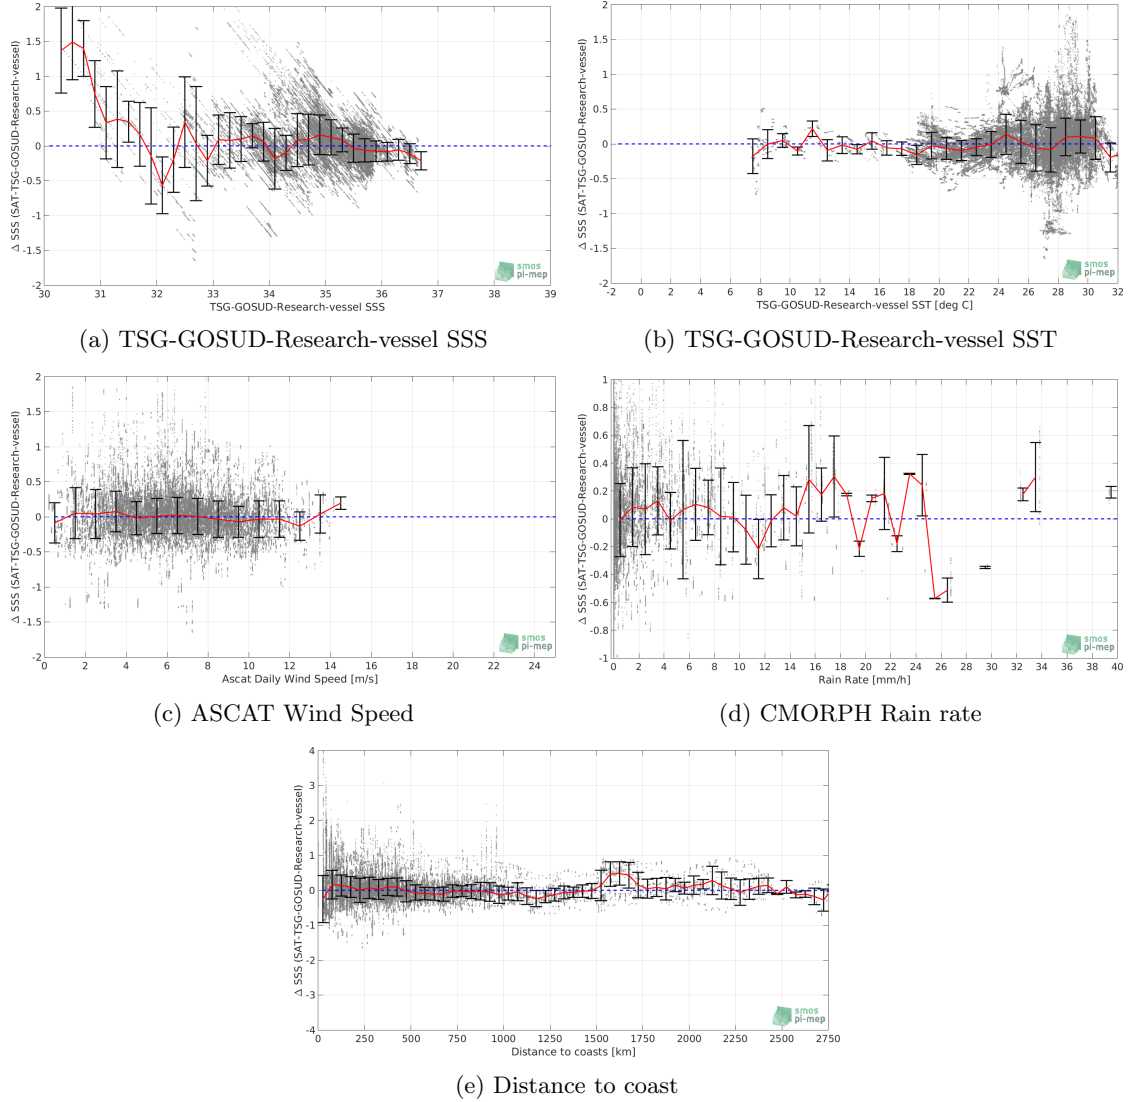 2
1.5
1
0.5
0
-0.5
-1
-1.5
-2
Δ SSS (SAT-TSG-GOSUD-Research-vessel)
30 31 32 33 34 35 36 37 38 39
TSG-GOSUD-Research-vessel SSS
smos
pi-mep
(a) TSG-GOSUD-Research-vessel SSS
2
1.5
1
0.5
0
-0.5
-1
-1.5
-2
Δ SSS (SAT-TSG-GOSUD-Research-vessel)
-2 0 2 4 6 8 10 12 14 16 18 20 22 24 26 28 30 32
TSG-GOSUD-Research-vessel SST [deg C]
smos
pi-mep
(b) TSG-GOSUD-Research-vessel SST
2
1.5
1
0.5
0
-0.5
-1
-1.5
-2
Δ SSS (SAT-TSG-GOSUD-Research-vessel)
0 2 4 6 8 10 12 14 16 18 20 22 24
Ascat Daily Wind Speed [m/s]
smos
pi-mep
(c) ASCAT Wind Speed
1
0.8
0.6
0.4
0.2
0
-0.2
-0.4
-0.6
-0.8
-1
Δ SSS (SAT-TSG-GOSUD-Research-vessel)
0 2 4 6 8 10 12 14 16 18 20 22 24 26 28 30 32 34 36 38 40
Rain Rate [mm/h]
smos
pi-mep
(d) CMORPH Rain rate
4
3
2
1
0
-1
-2
-3
-4
Δ SSS (SAT-TSG-GOSUD-Research-vessel)
0 250 500 750 1000 1250 1500 1750 2000 2250 2500 2750
Distance to coasts [km]
smos
pi-mep
(e) Distance to coast